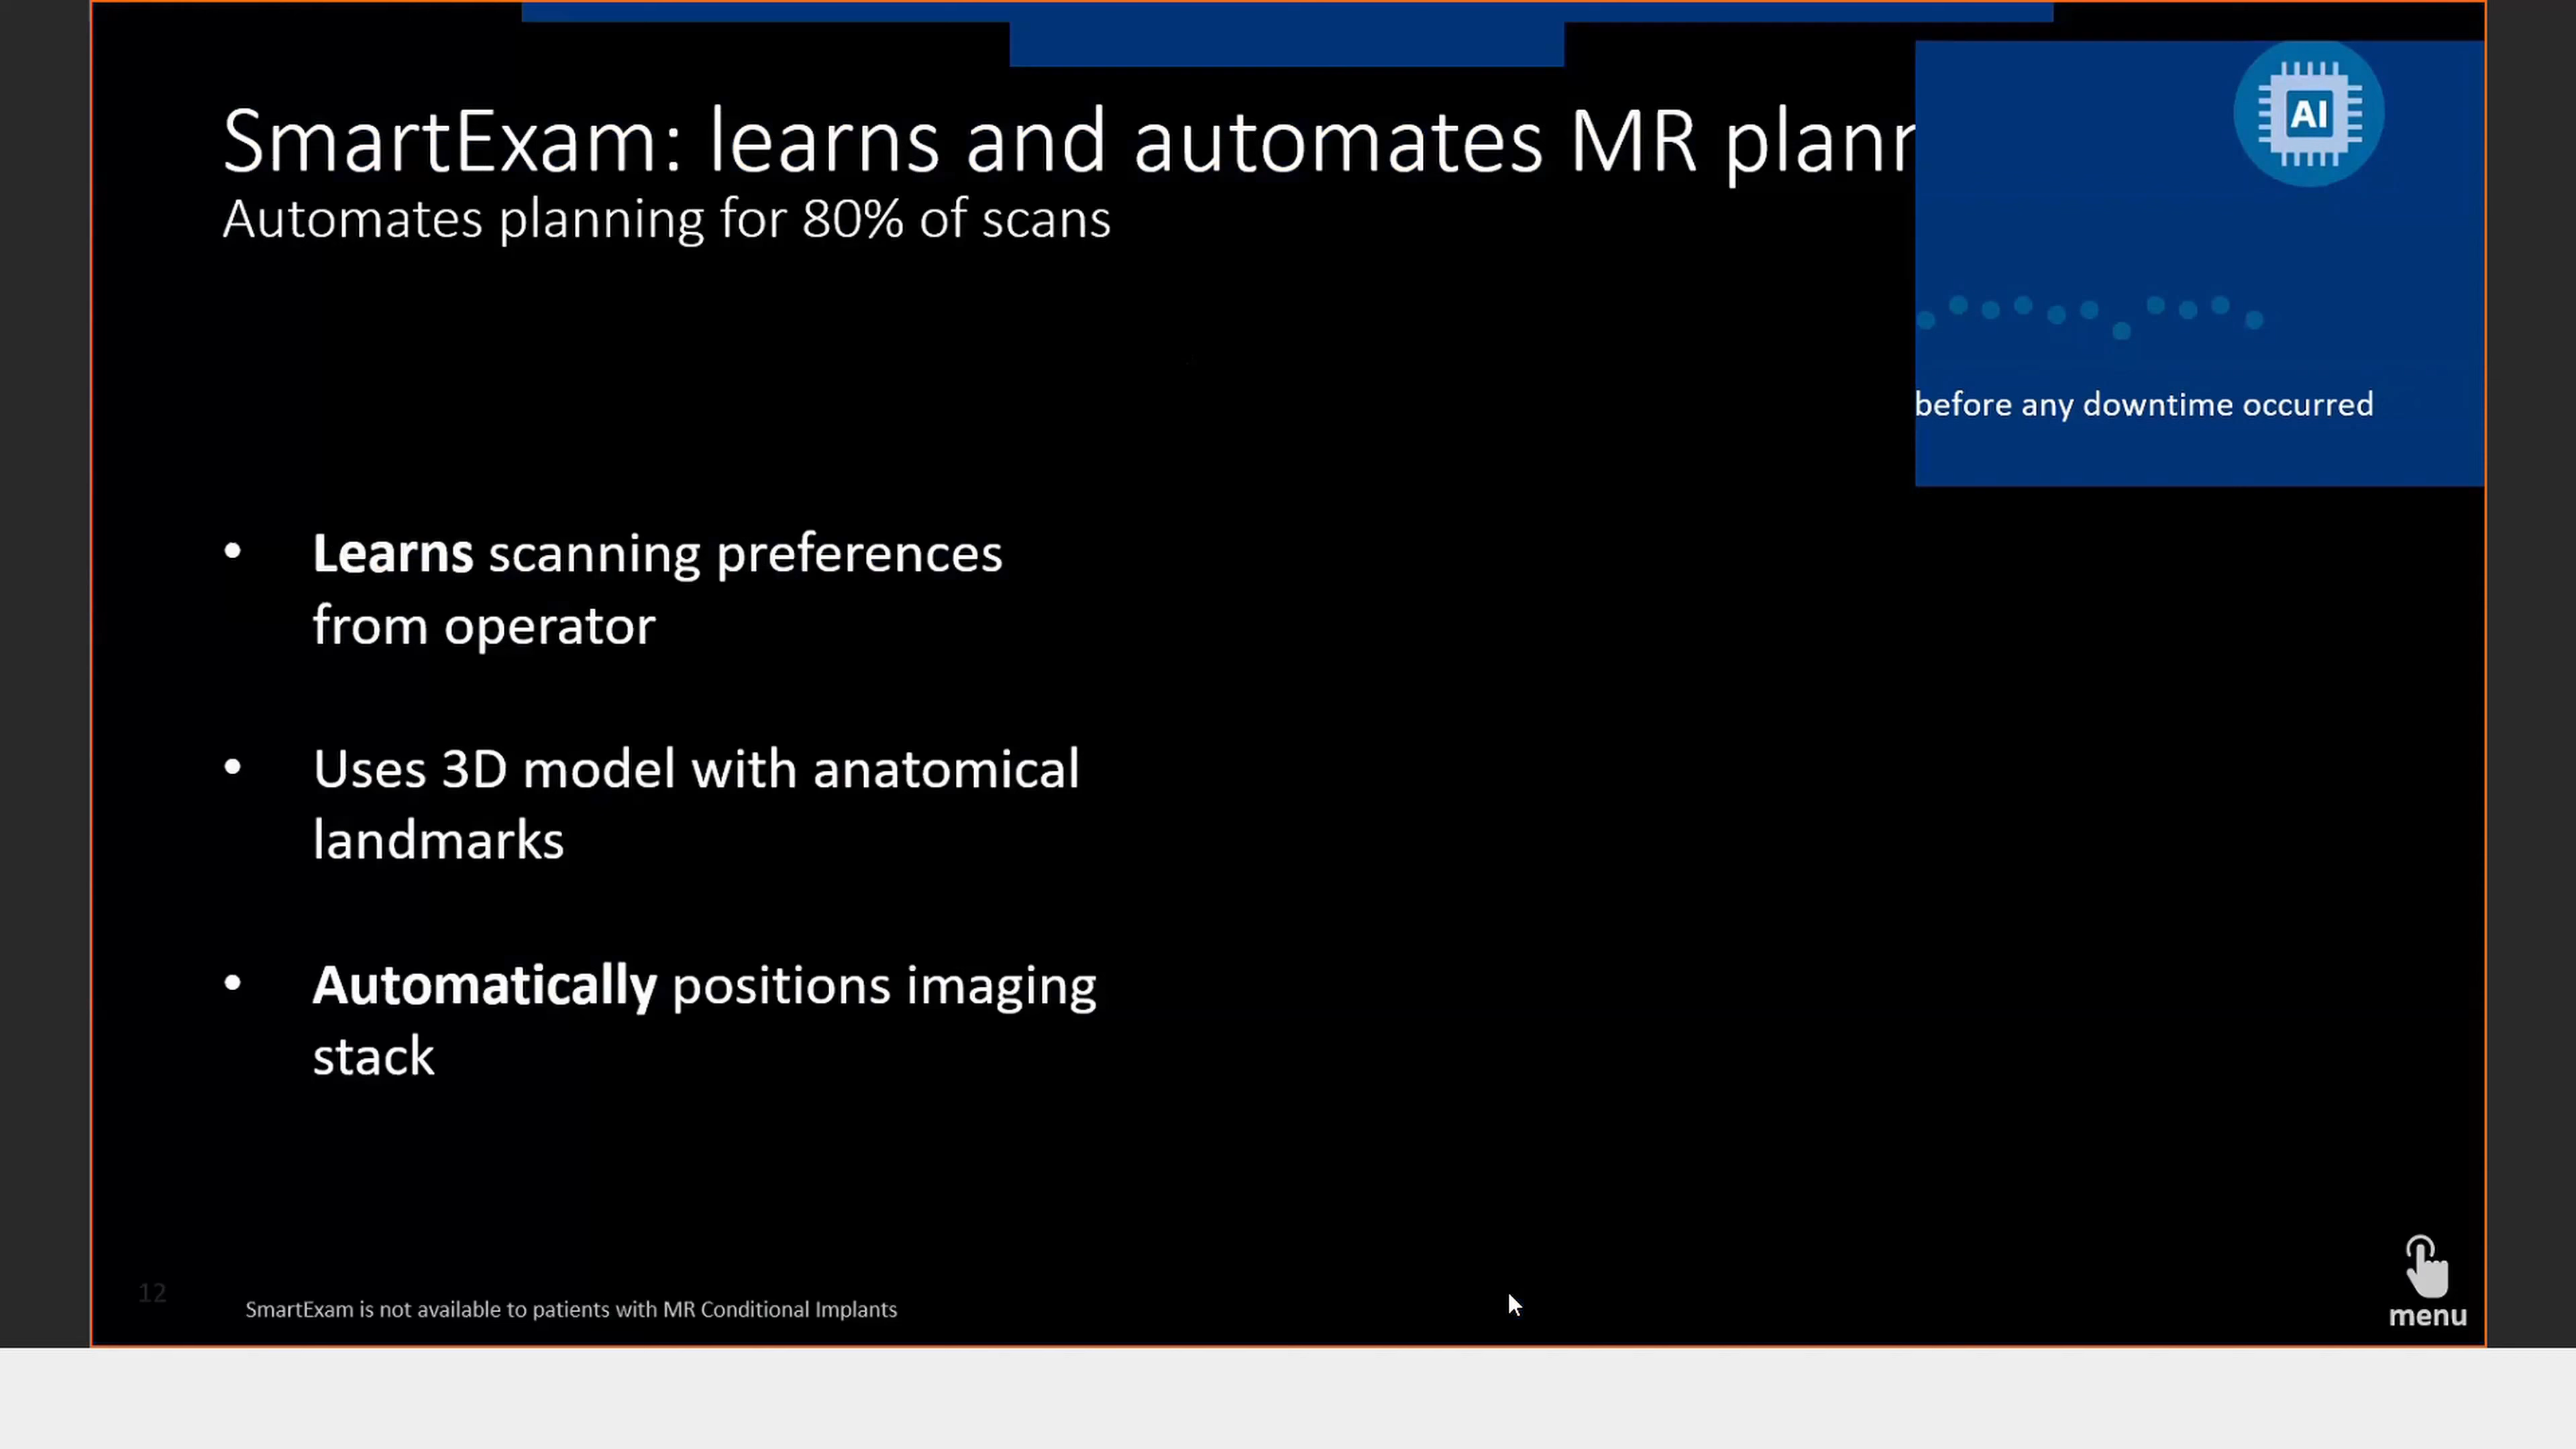 SmartExam: learns and automates MR plann
AI
Automates planning for 80% of scans
before any downtime occurred
• Learns scanning preferences
from operator
• Uses 3D model with anatomical
landmarks
• Automatically positions imaging
stack
12
SmartExam is not available to patients with MR Conditional Implants
menu